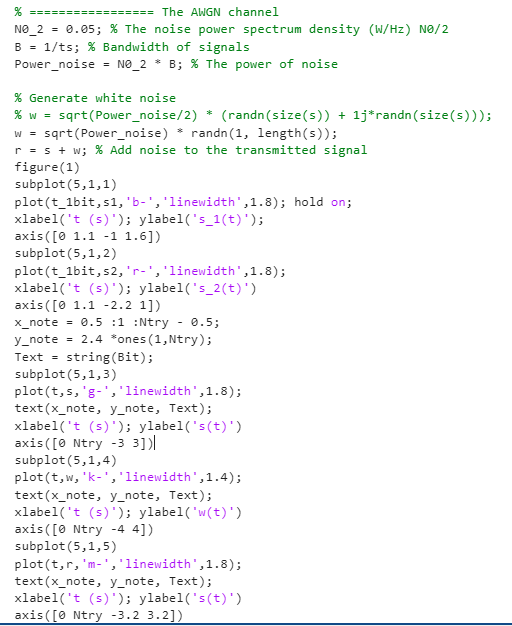 % ================== The AWGN channel
N0_2 = 0.05; % The noise power spectrum density (W/Hz) N0/2
B = 1/ts; % Bandwidth of signals
Power_noise = N0_2 * B; % The power of noise
% Generate white noise
% w = sqrt(Power_noise/2) * (randn(size(s)) + 1j*randn(size(s)));
w = sqrt(Power_noise) * randn(1, length(s));
r = s + w; % Add noise to the transmitted signal
figure(1)
subplot(5,1,1)
plot(t_1bit,s1,'b-','linewidth',1.8); hold on;
xlabel('t (s)'); ylabel('s_1(t)');
axis([0 1.1 -1 1.6])
subplot(5,1,2)
plot(t_1bit,s2,'r-','linewidth',1.8);
xlabel('t (s)'); ylabel('s_2(t)')
axis([0 1.1 -2.2 1])
x_note = 0.5 :1 :Ntry - 0.5;
y_note = 2.4 *ones(1,Ntry);
Text = string(Bit);
subplot(5,1,3)
plot(t,s,'g-','linewidth',1.8);
text(x_note, y_note, Text);
xlabel('t (s)'); ylabel('s(t)')
axis([0 Ntry -3 3])
subplot(5,1,4)
plot(t,w,'k-','linewidth',1.4);
text(x_note, y_note, Text);
xlabel('t (s)'); ylabel('w(t)')
axis([0 Ntry -4 4])
subplot(5,1,5)
plot(t,r,'m-','linewidth',1.8);
text(x_note, y_note, Text);
xlabel('t (s)'); ylabel('s(t)')
axis([0 Ntry -3.2 3.2])